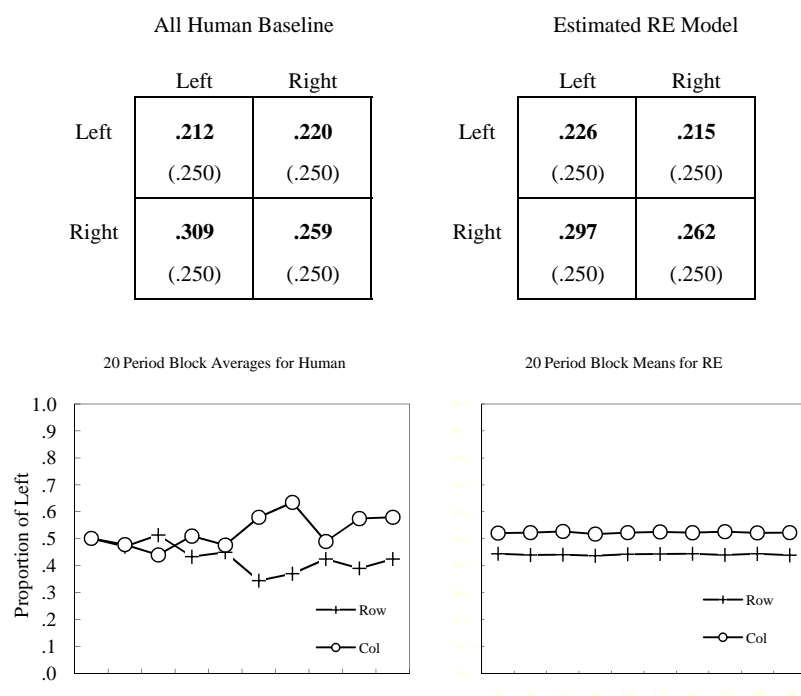 All Human Baseline
Left Right
Left .212 .220
(.250) (.250)
Right .309 .259
(.250) (.250)
Estimated RE Model
Left Right
Left .226 .215
(.250) (.250)
Right .297 .262
(.250) (.250)
20 Period Block Averages for Human
Proportion of Left
1.0
.9
.8
.7
.6
.5
.4
.3
.2
.1
.0
Row
Col
20 Period Block Means for RE
Row
Col